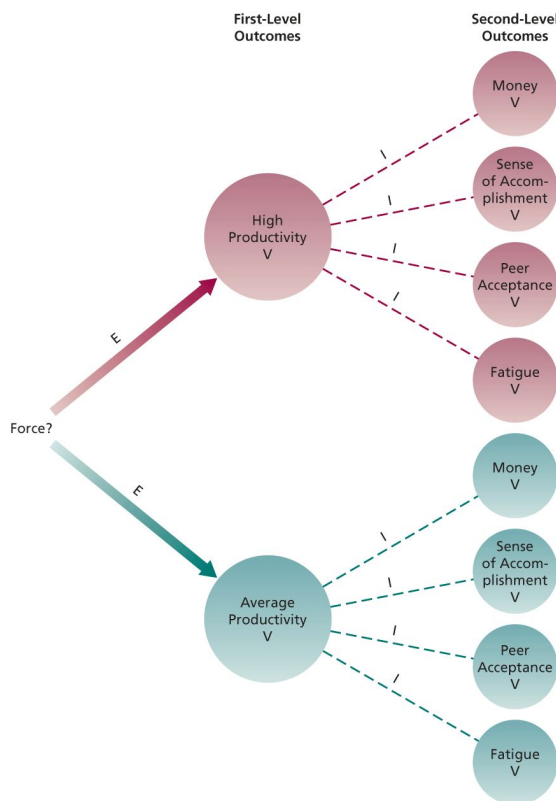 First-Level
Outcomes
Second-Level
Outcomes
Money
V
I
Sense
of Accom-
plishment
V
I
High
Productivity
V
I
Peer
Acceptance
V
I
Fatigue
V
E
Force?
E
Money
V
I
Sense
of Accom-
plishment
V
I
Average
Productivity
V
I
Peer
Acceptance
V
I
Fatigue
V